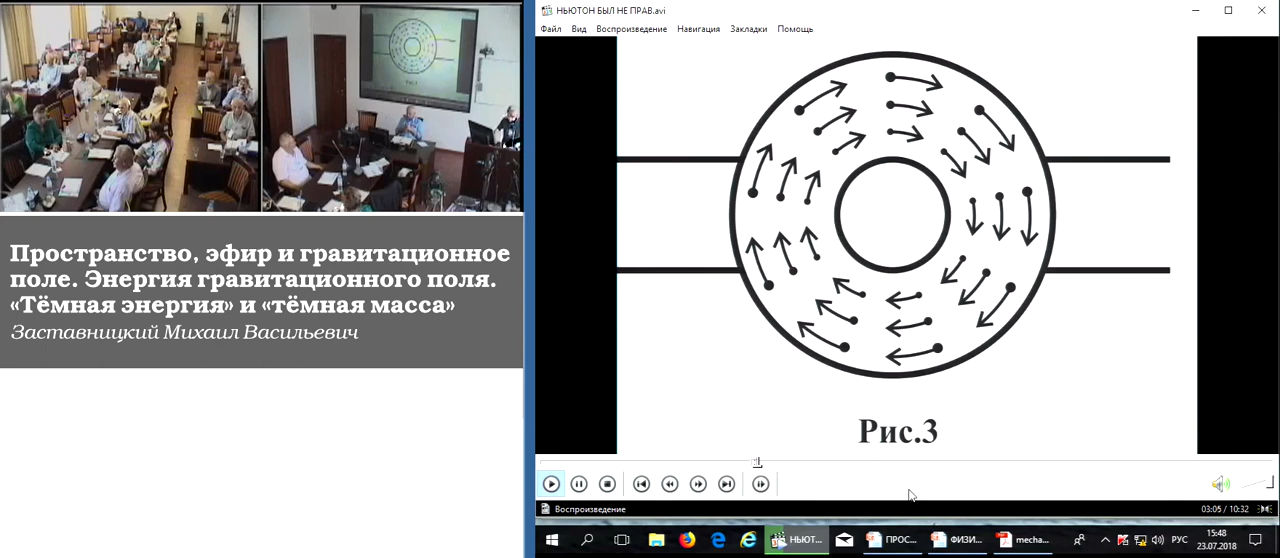 Пространство, эфир и гравитационное
поле. Энергия гравитационного поля.
«Тёмная энергия» и «тёмная масса»
Заставницкий Михаил Васильевич
НЬЮТОН БЫЛ НЕ ПРАВ.avi
Файл Вид Воспроизведение Навигация Закладки Помощь
Рис.3
Воспроизведение 03:05 / 10:32
НЬЮТ... ПРОС... ФИЗИ... mecha... РУС 15:48
23.07.2018